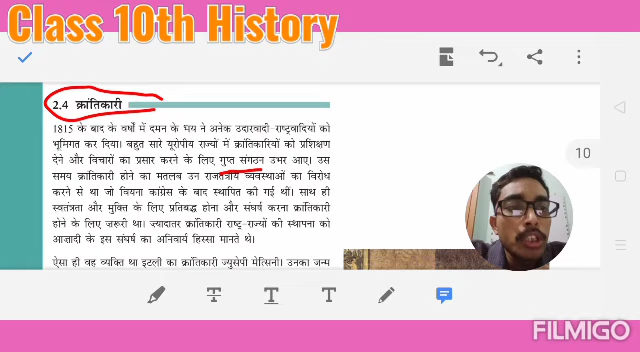 Class 10th History
2.4 क्रांतिकारी
1815 के बाद के वर्षों में दमन के भय ने अनेक उदारवादी-राष्ट्रवादियों को
भूमिगत कर दिया। बहुत सारे यूरोपीय राज्यों में क्रांतिकारियों को प्रशिक्षण
देने और विचारों का प्रसार करने के लिए गुप्त संगठन उभर आए। उस
समय क्रांतिकारी होने का मतलब उन राजतंत्रीय व्यवस्थाओं का विरोध
करने से था जो वियना कांग्रेस के बाद स्थापित की गई थीं। साथ ही
स्वतंत्रता और मुक्ति के लिए प्रतिबद्ध होना और संघर्ष करना क्रांतिकारी
होने के लिए जरूरी था। ज्यादातर क्रांतिकारी राष्ट्र-राज्यों की स्थापना को
आज़ादी के इस संघर्ष का अनिवार्य हिस्सा मानते थे।
ऐसा ही वह व्यक्ति था इटली का क्रांतिकारी ज्युसेपी मेत्सिनी। उनका जन्म
10
T T T
FILMIGO